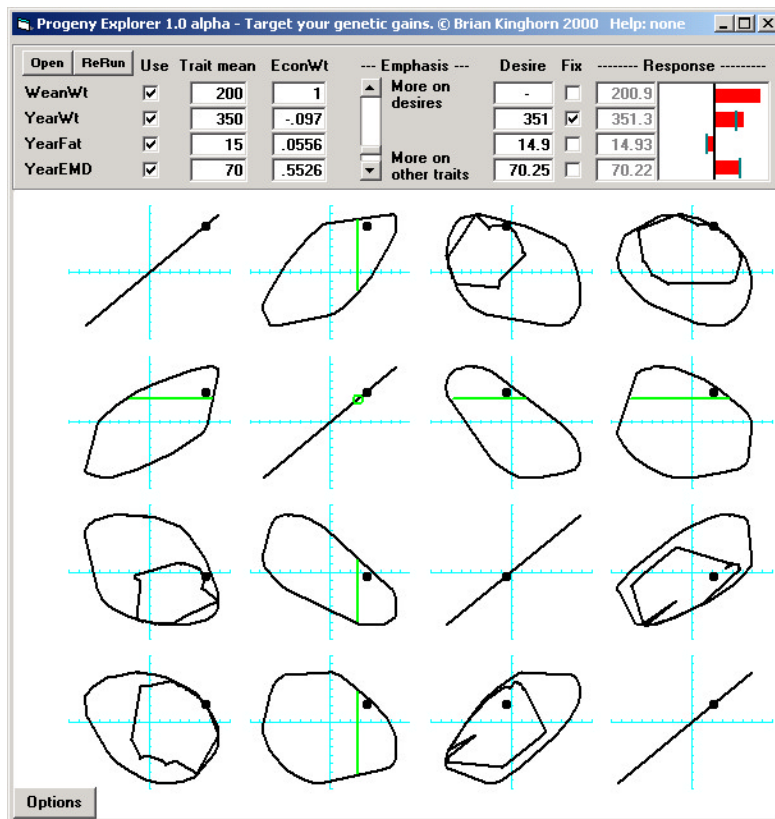 Progeny Explorer 1.0 alpha - Target your genetic gains. © Brian Kinghorn 2000 Help: none
Open ReRun Use Trait mean EconWt --- Emphasis --- Desire Fix -------- Response ---------
WeanWt 200 1 More on desires - 200.9
YearWt 350 -.097 351 351.3
YearFat 15 .0556 14.9 14.93
YearEMD 70 .5526 More on other traits 70.25 70.22
Options